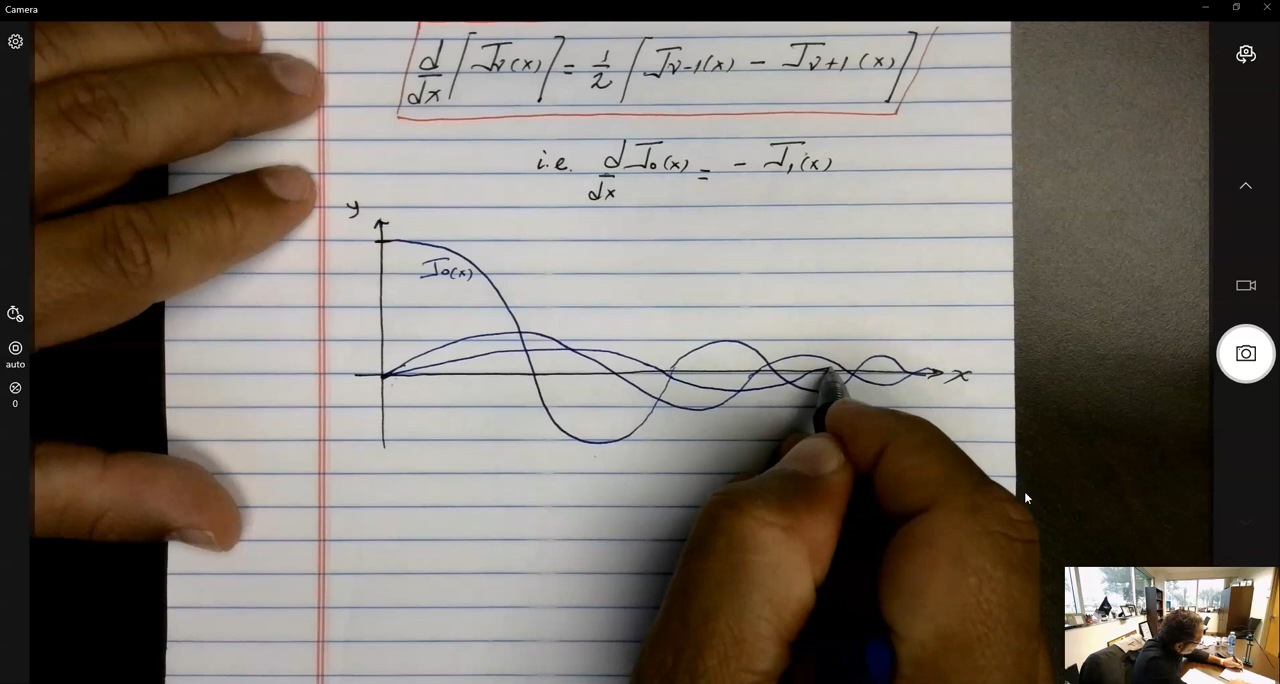 Camera
d/dx [Jν(x)] = 1/2 [Jν-1(x) - Jν+1(x)]
i.e. d/dx J₀(x) = - J₁(x)
y
J₀(x)
x
auto
0